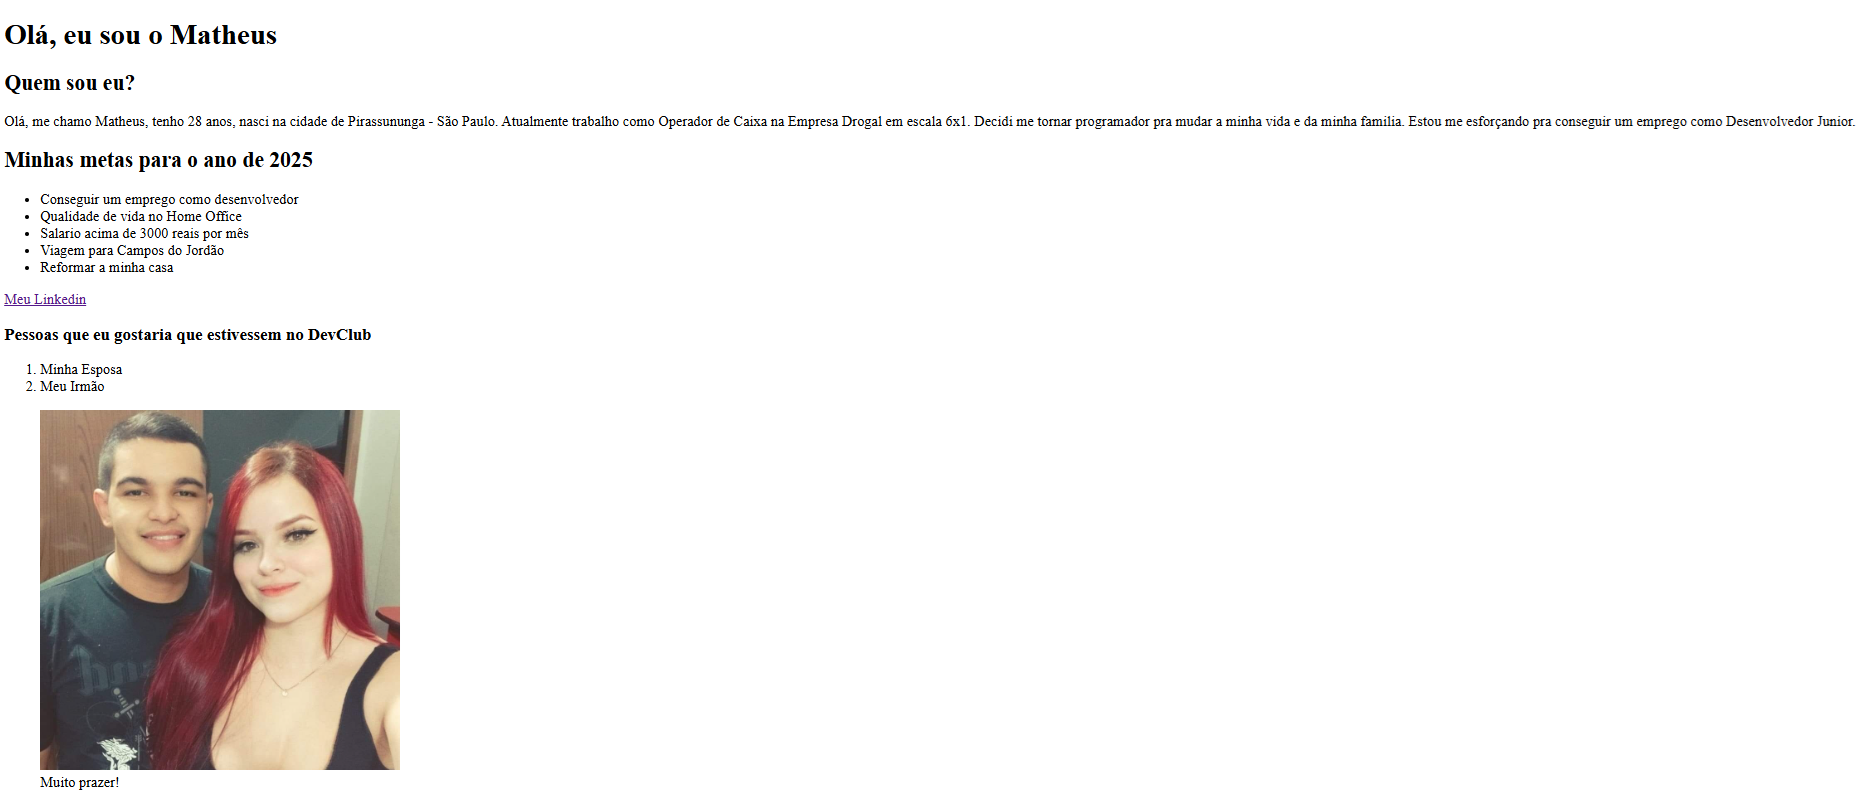 Olá, eu sou o Matheus
Quem sou eu?
Olá, me chamo Matheus, tenho 28 anos, nasci na cidade de Pirassununga - São Paulo. Atualmente trabalho como Operador de Caixa na Empresa Drogal em escala 6x1. Decidi me tornar programador pra mudar a minha vida e da minha familia. Estou me esforçando pra conseguir um emprego como Desenvolvedor Junior.
Minhas metas para o ano de 2025
• Conseguir um emprego como desenvolvedor
• Qualidade de vida no Home Office
• Salario acima de 3000 reais por mês
• Viagem para Campos do Jordão
• Reformar a minha casa
Meu Linkedin
Pessoas que eu gostaria que estivessem no DevClub
1. Minha Esposa
2. Meu Irmão
Muito prazer!